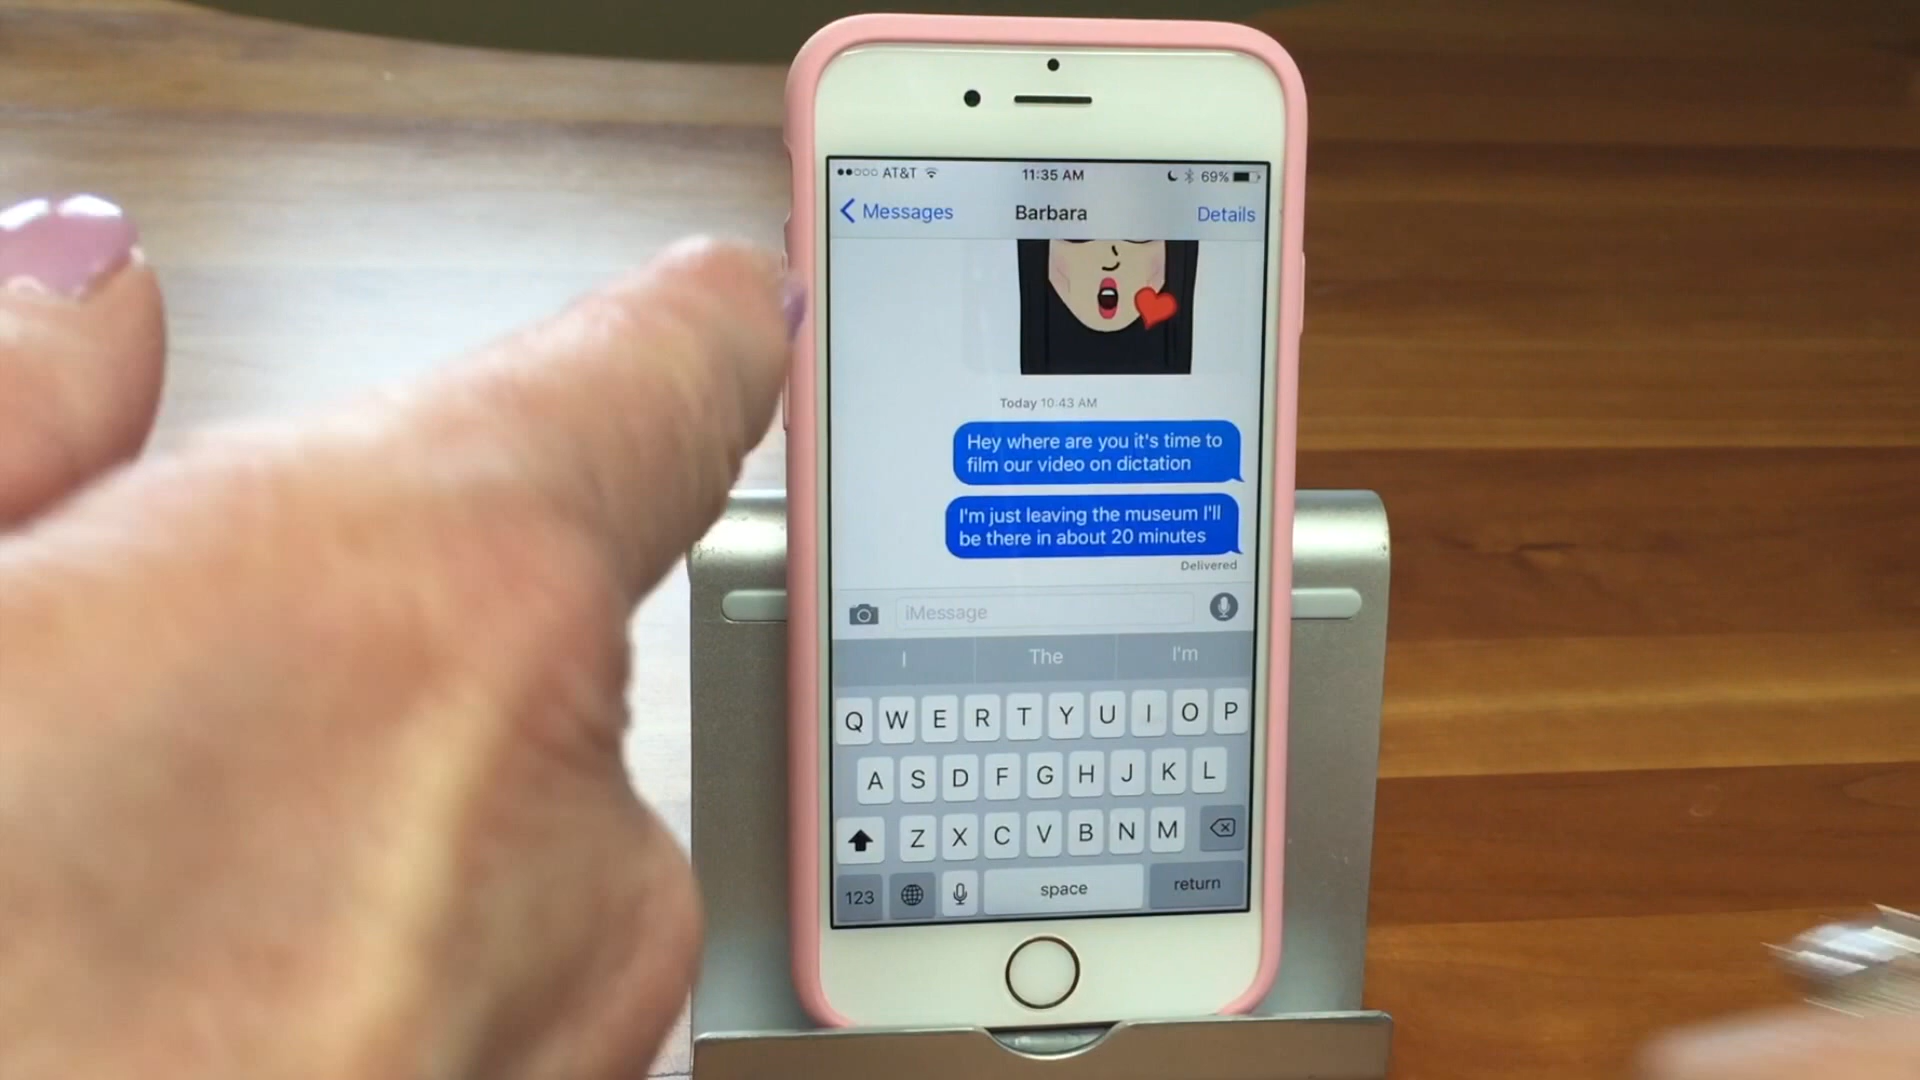 AT&T 11:35 AM 69%
Messages Barbara Details
Today 10:43 AM
Hey where are you it's time to
film our video on dictation
I'm just leaving the museum I'll
be there in about 20 minutes
Delivered
iMessage
I The I'm
Q W E R T Y U I O P
A S D F G H J K L
Z X C V B N M
123 space return